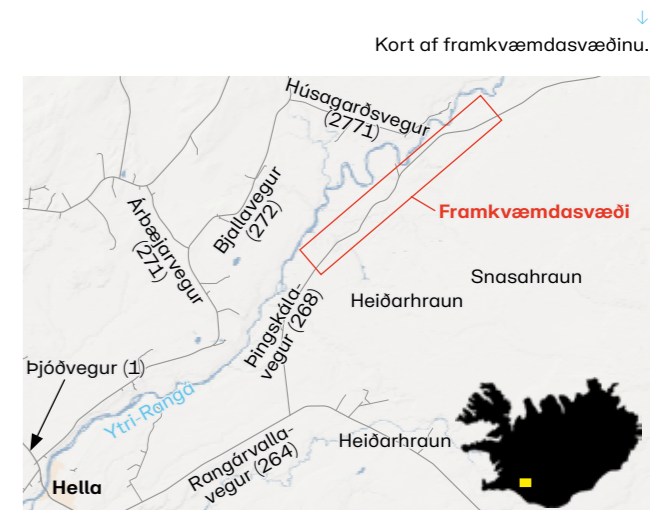 ↓
Kort af framkvæmdasvæðinu.
Húsagarðsvegur
(2771)
Bjallavegur
(272)
Árbæjarvegur
(271)
Framkvæmdasvæði
Snasahraun
Heiðarhraun
Þingskála-
vegur (268)
Þjóðvegur (1)
Ytri-Rangá
Heiðarhraun
Rangárvalla-
vegur (264)
Hella